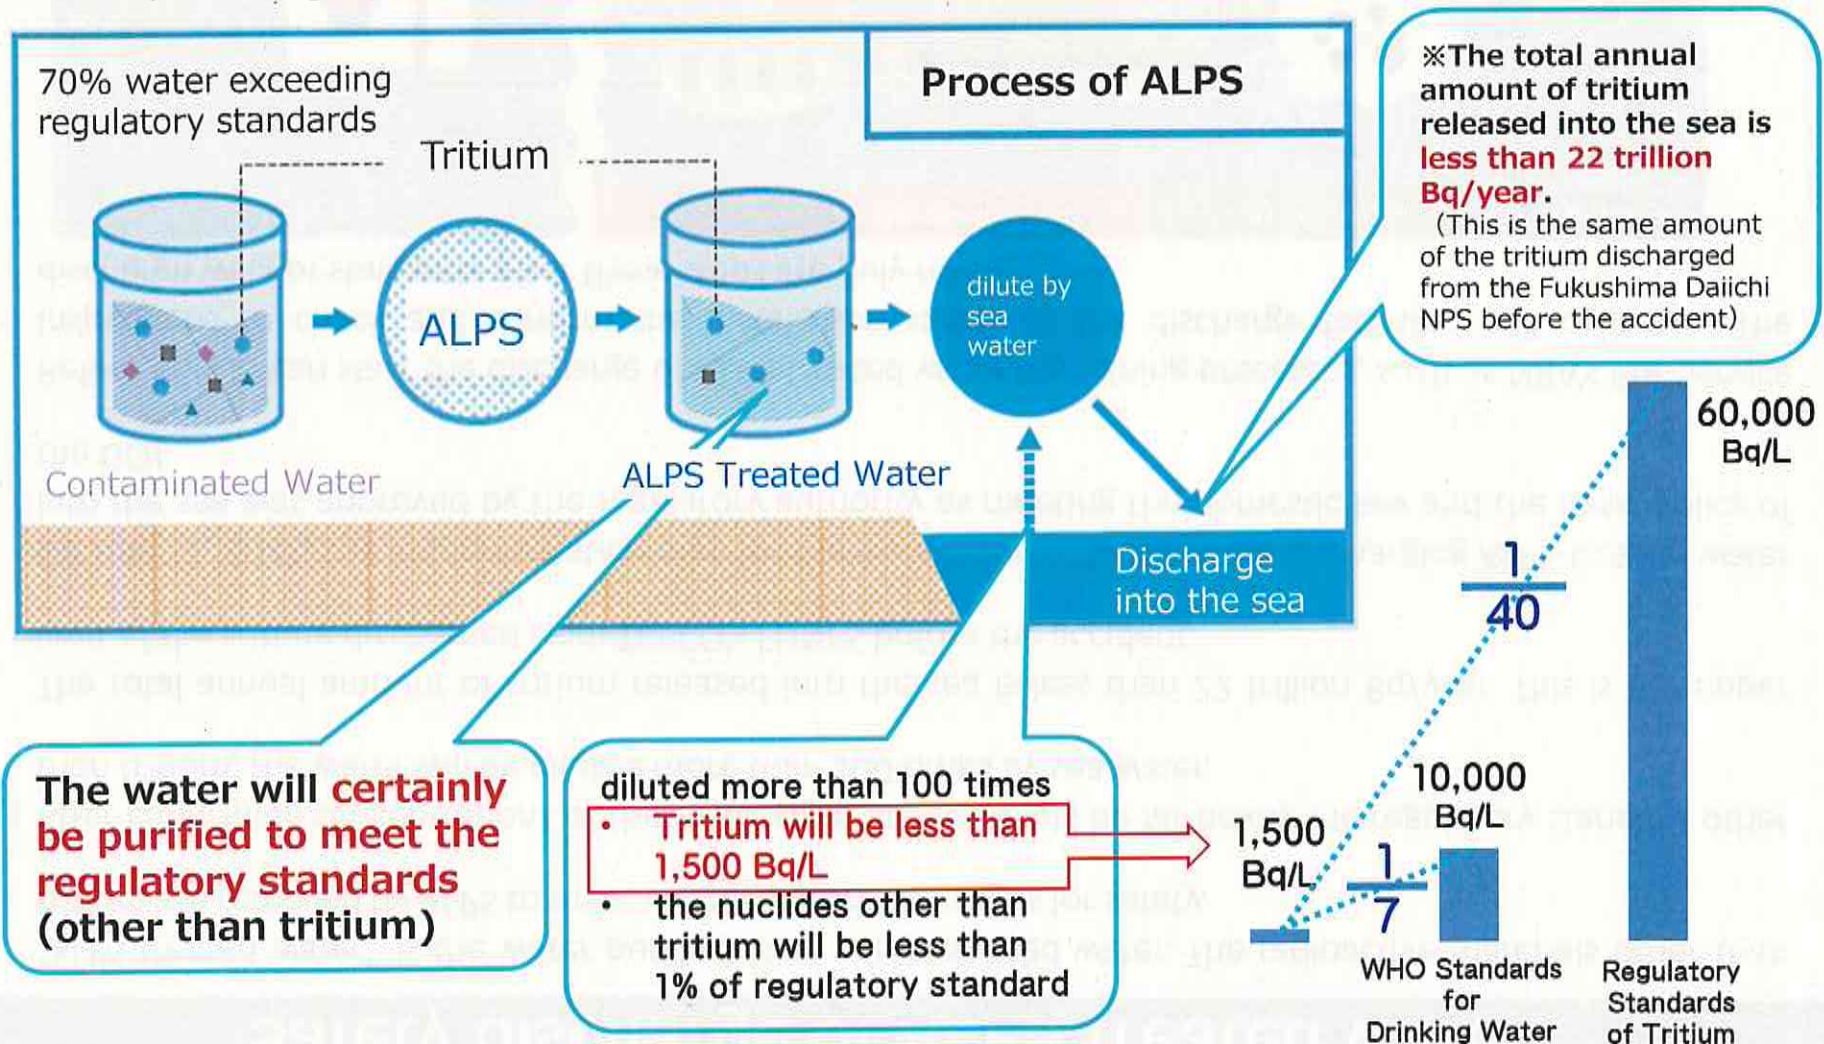 70% water exceeding
regulatory standards
Process of ALPS
Tritium
ALPS
dilute by
sea
water
Contaminated Water
ALPS Treated Water
Discharge
into the sea
※The total annual
amount of tritium
released into the sea is
less than 22 trillion
Bq/year.
(This is the same amount
of the tritium discharged
from the Fukushima Daiichi
NPS before the accident)
The water will certainly
be purified to meet the
regulatory standards
(other than tritium)
diluted more than 100 times
• Tritium will be less than
1,500 Bq/L
• the nuclides other than
tritium will be less than
1% of regulatory standard
1,500
Bq/L
1
7
10,000
Bq/L
1
40
60,000
Bq/L
WHO Standards
for
Drinking Water
Regulatory
Standards
of Tritium